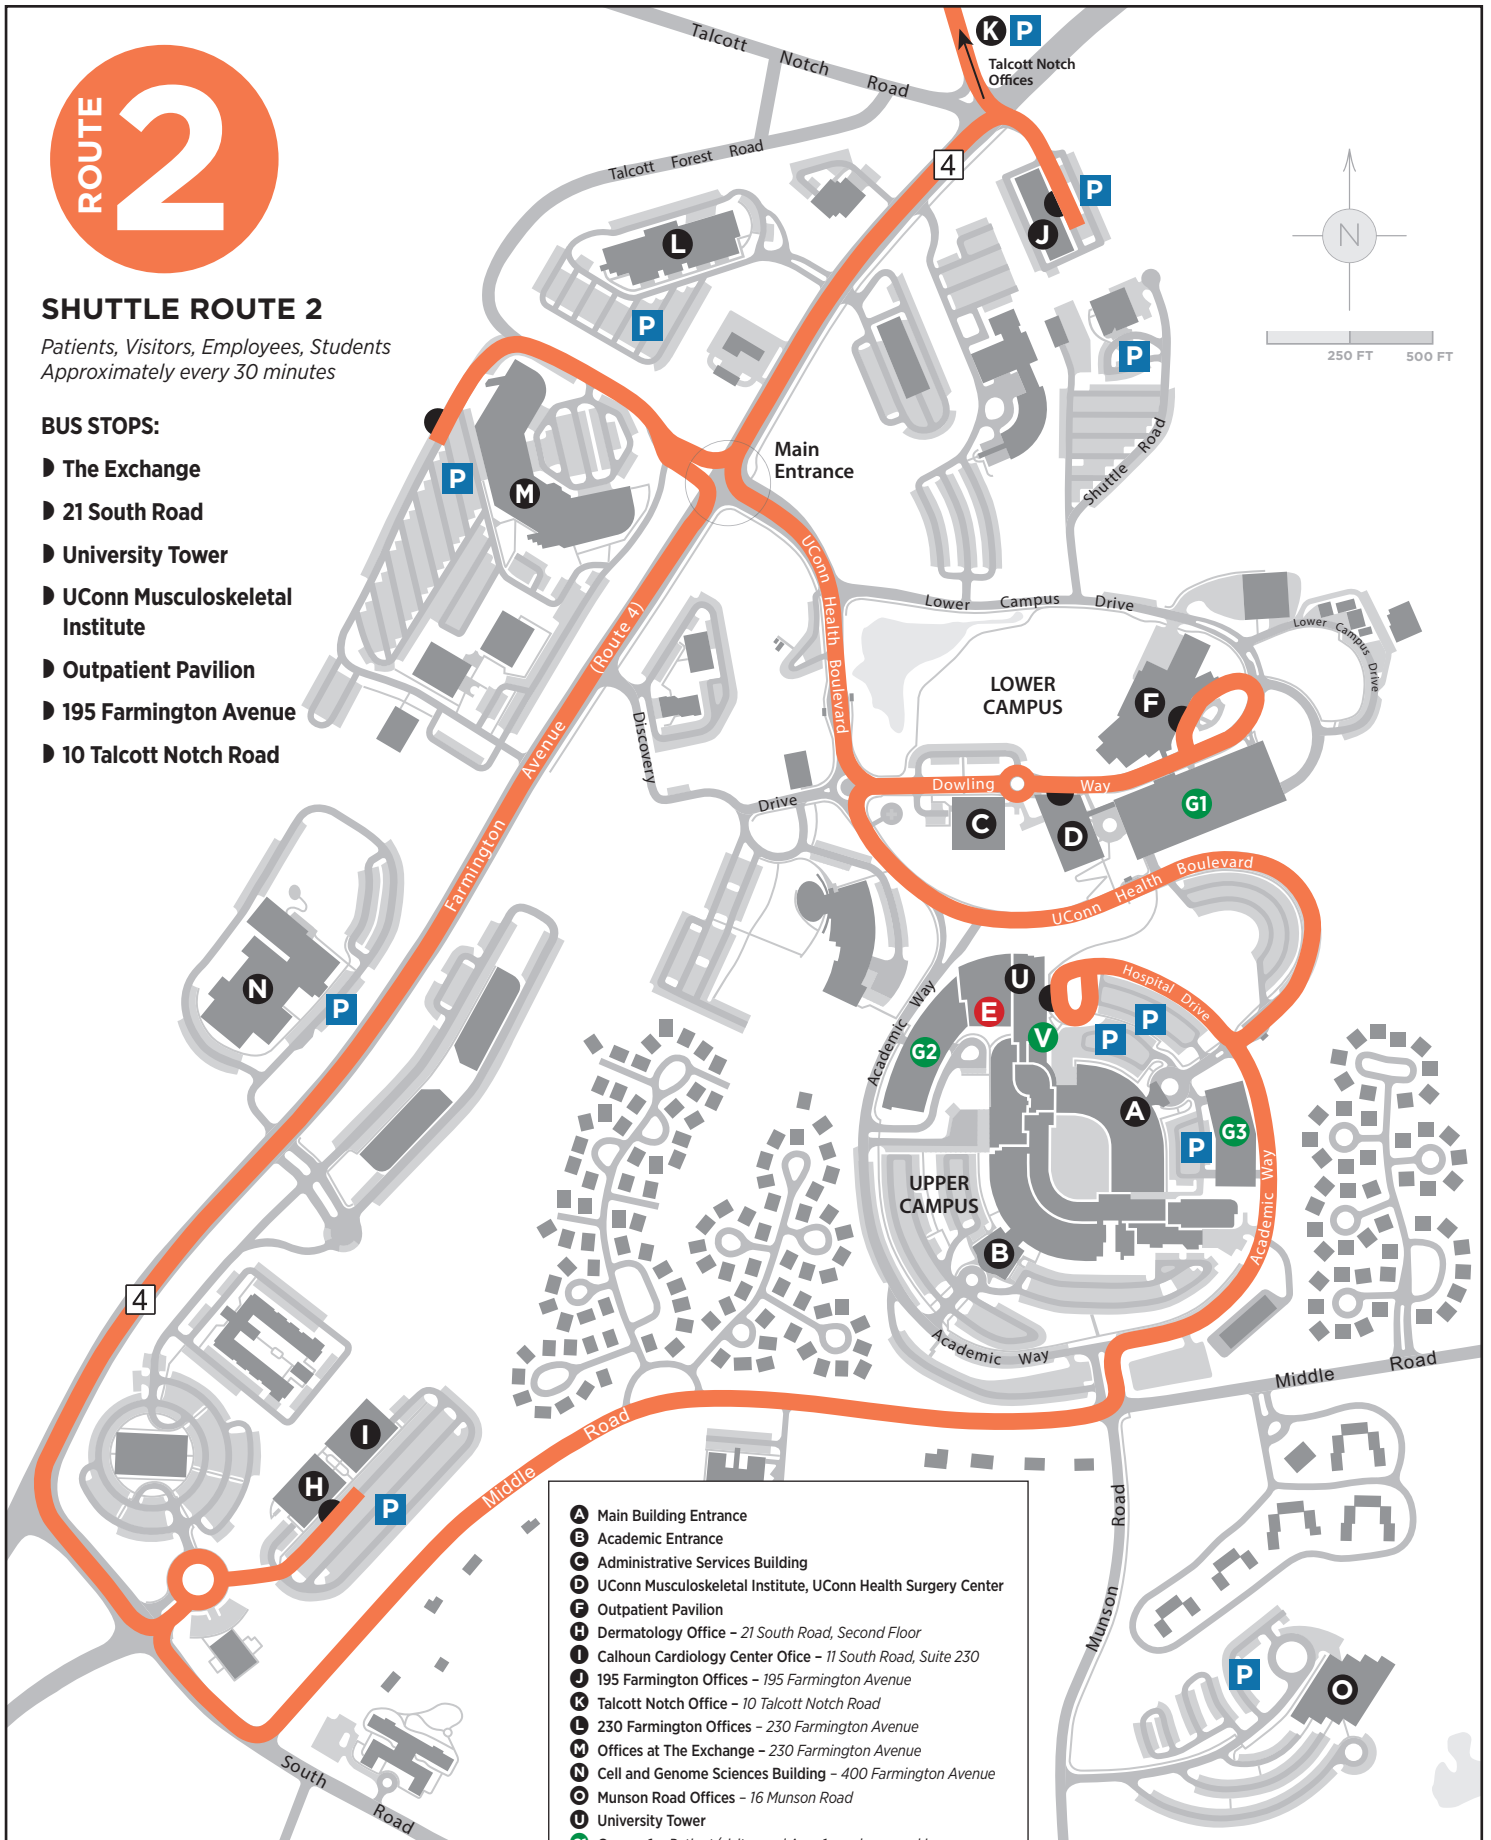 ROUTE
2
SHUTTLE ROUTE 2
Patients, Visitors, Employees, Students
Approximately every 30 minutes
BUS STOPS:
The Exchange
21 South Road
University Tower
UConn Musculoskeletal
Institute
Outpatient Pavilion
195 Farmington Avenue
10 Talcott Notch Road
Talcott Notch Road
K P
Talcott Notch
Offices
4
Talcott Forest Road
P
J
L
P
N
250 FT
500 FT
P
Main
Entrance
Shuttle Road
P
M
UConn Health Boulevard
Lower Campus Drive
Lower Campus Drive
(Route 4)
LOWER
CAMPUS
F
Discovery
Drive
Farmington Avenue
Dowling Way
G1
C
D
UConn Health Boulevard
N
P
Academic Way
U
E
V
G2
Hospital Drive
P
P
A
G3
P
UPPER
CAMPUS
B
Academic Way
Academic Way
4
Middle Road
Middle Road
I
H
P
Munson Road
P
O
South Road
A Main Building Entrance
B Academic Entrance
C Administrative Services Building
D UConn Musculoskeletal Institute, UConn Health Surgery Center
F Outpatient Pavilion
H Dermatology Office – 21 South Road, Second Floor
I Calhoun Cardiology Center Ofice – 11 South Road, Suite 230
J 195 Farmington Offices – 195 Farmington Avenue
K Talcott Notch Office – 10 Talcott Notch Road
L 230 Farmington Offices – 230 Farmington Avenue
M Offices at The Exchange – 230 Farmington Avenue
N Cell and Genome Sciences Building – 400 Farmington Avenue
O Munson Road Offices – 16 Munson Road
U University Tower